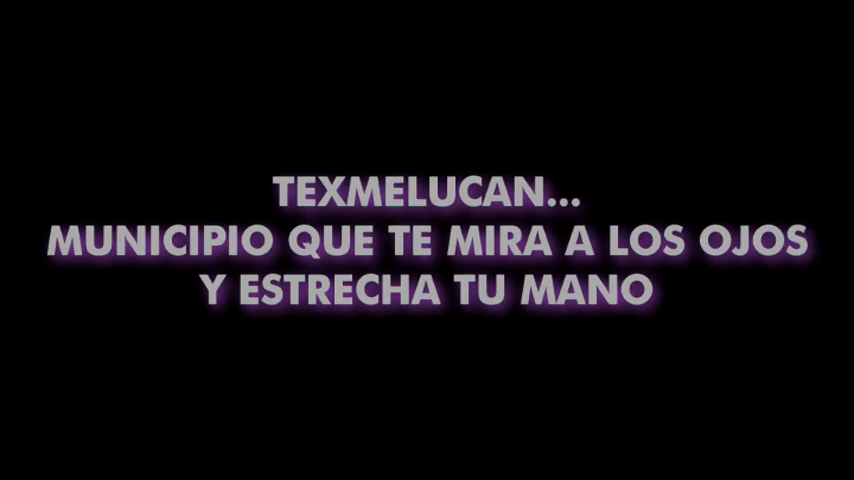 TEXMELUCAN...
MUNICIPIO QUE TE MIRA A LOS OJOS
Y ESTRECHA TU MANO